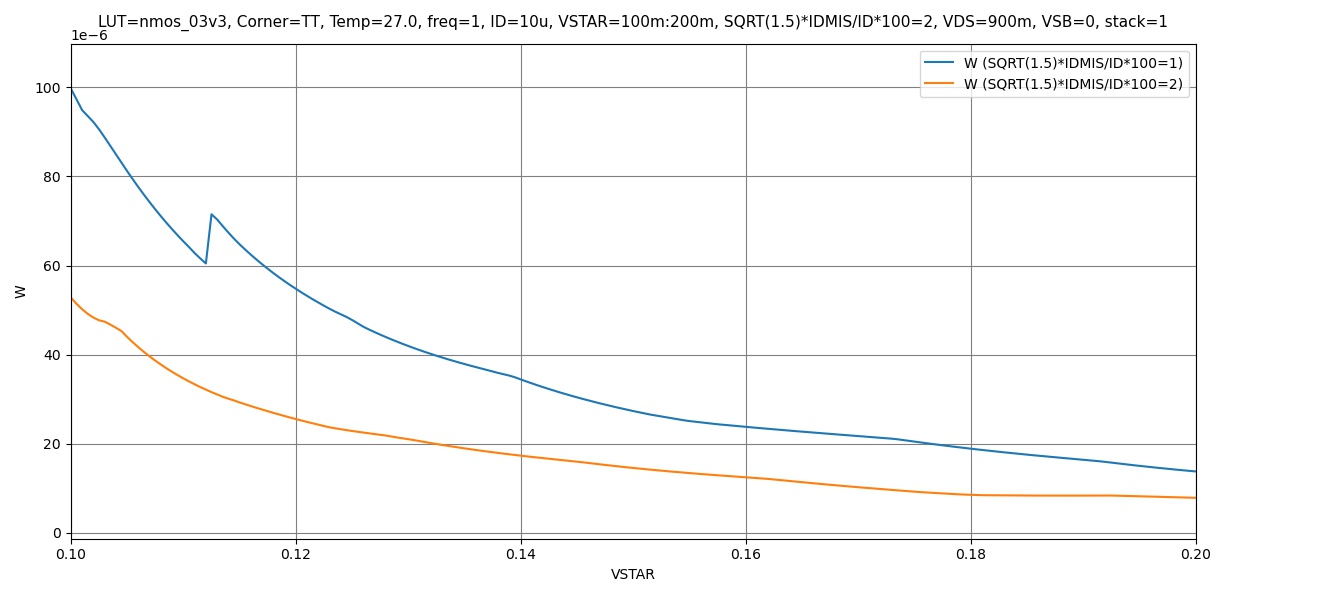 LUT=nmos_03v3, Corner=TT, Temp=27.0, freq=1, ID=10u, VSTAR=100m:200m, SQRT(1.5)*IDMIS/ID*100=2, VDS=900m, VSB=0, stack=1
1e−6
W (SQRT(1.5)*IDMIS/ID*100=1)
W (SQRT(1.5)*IDMIS/ID*100=2)
100
80
60
40
20
0
W
0.10 0.12 0.14 0.16 0.18 0.20
VSTAR